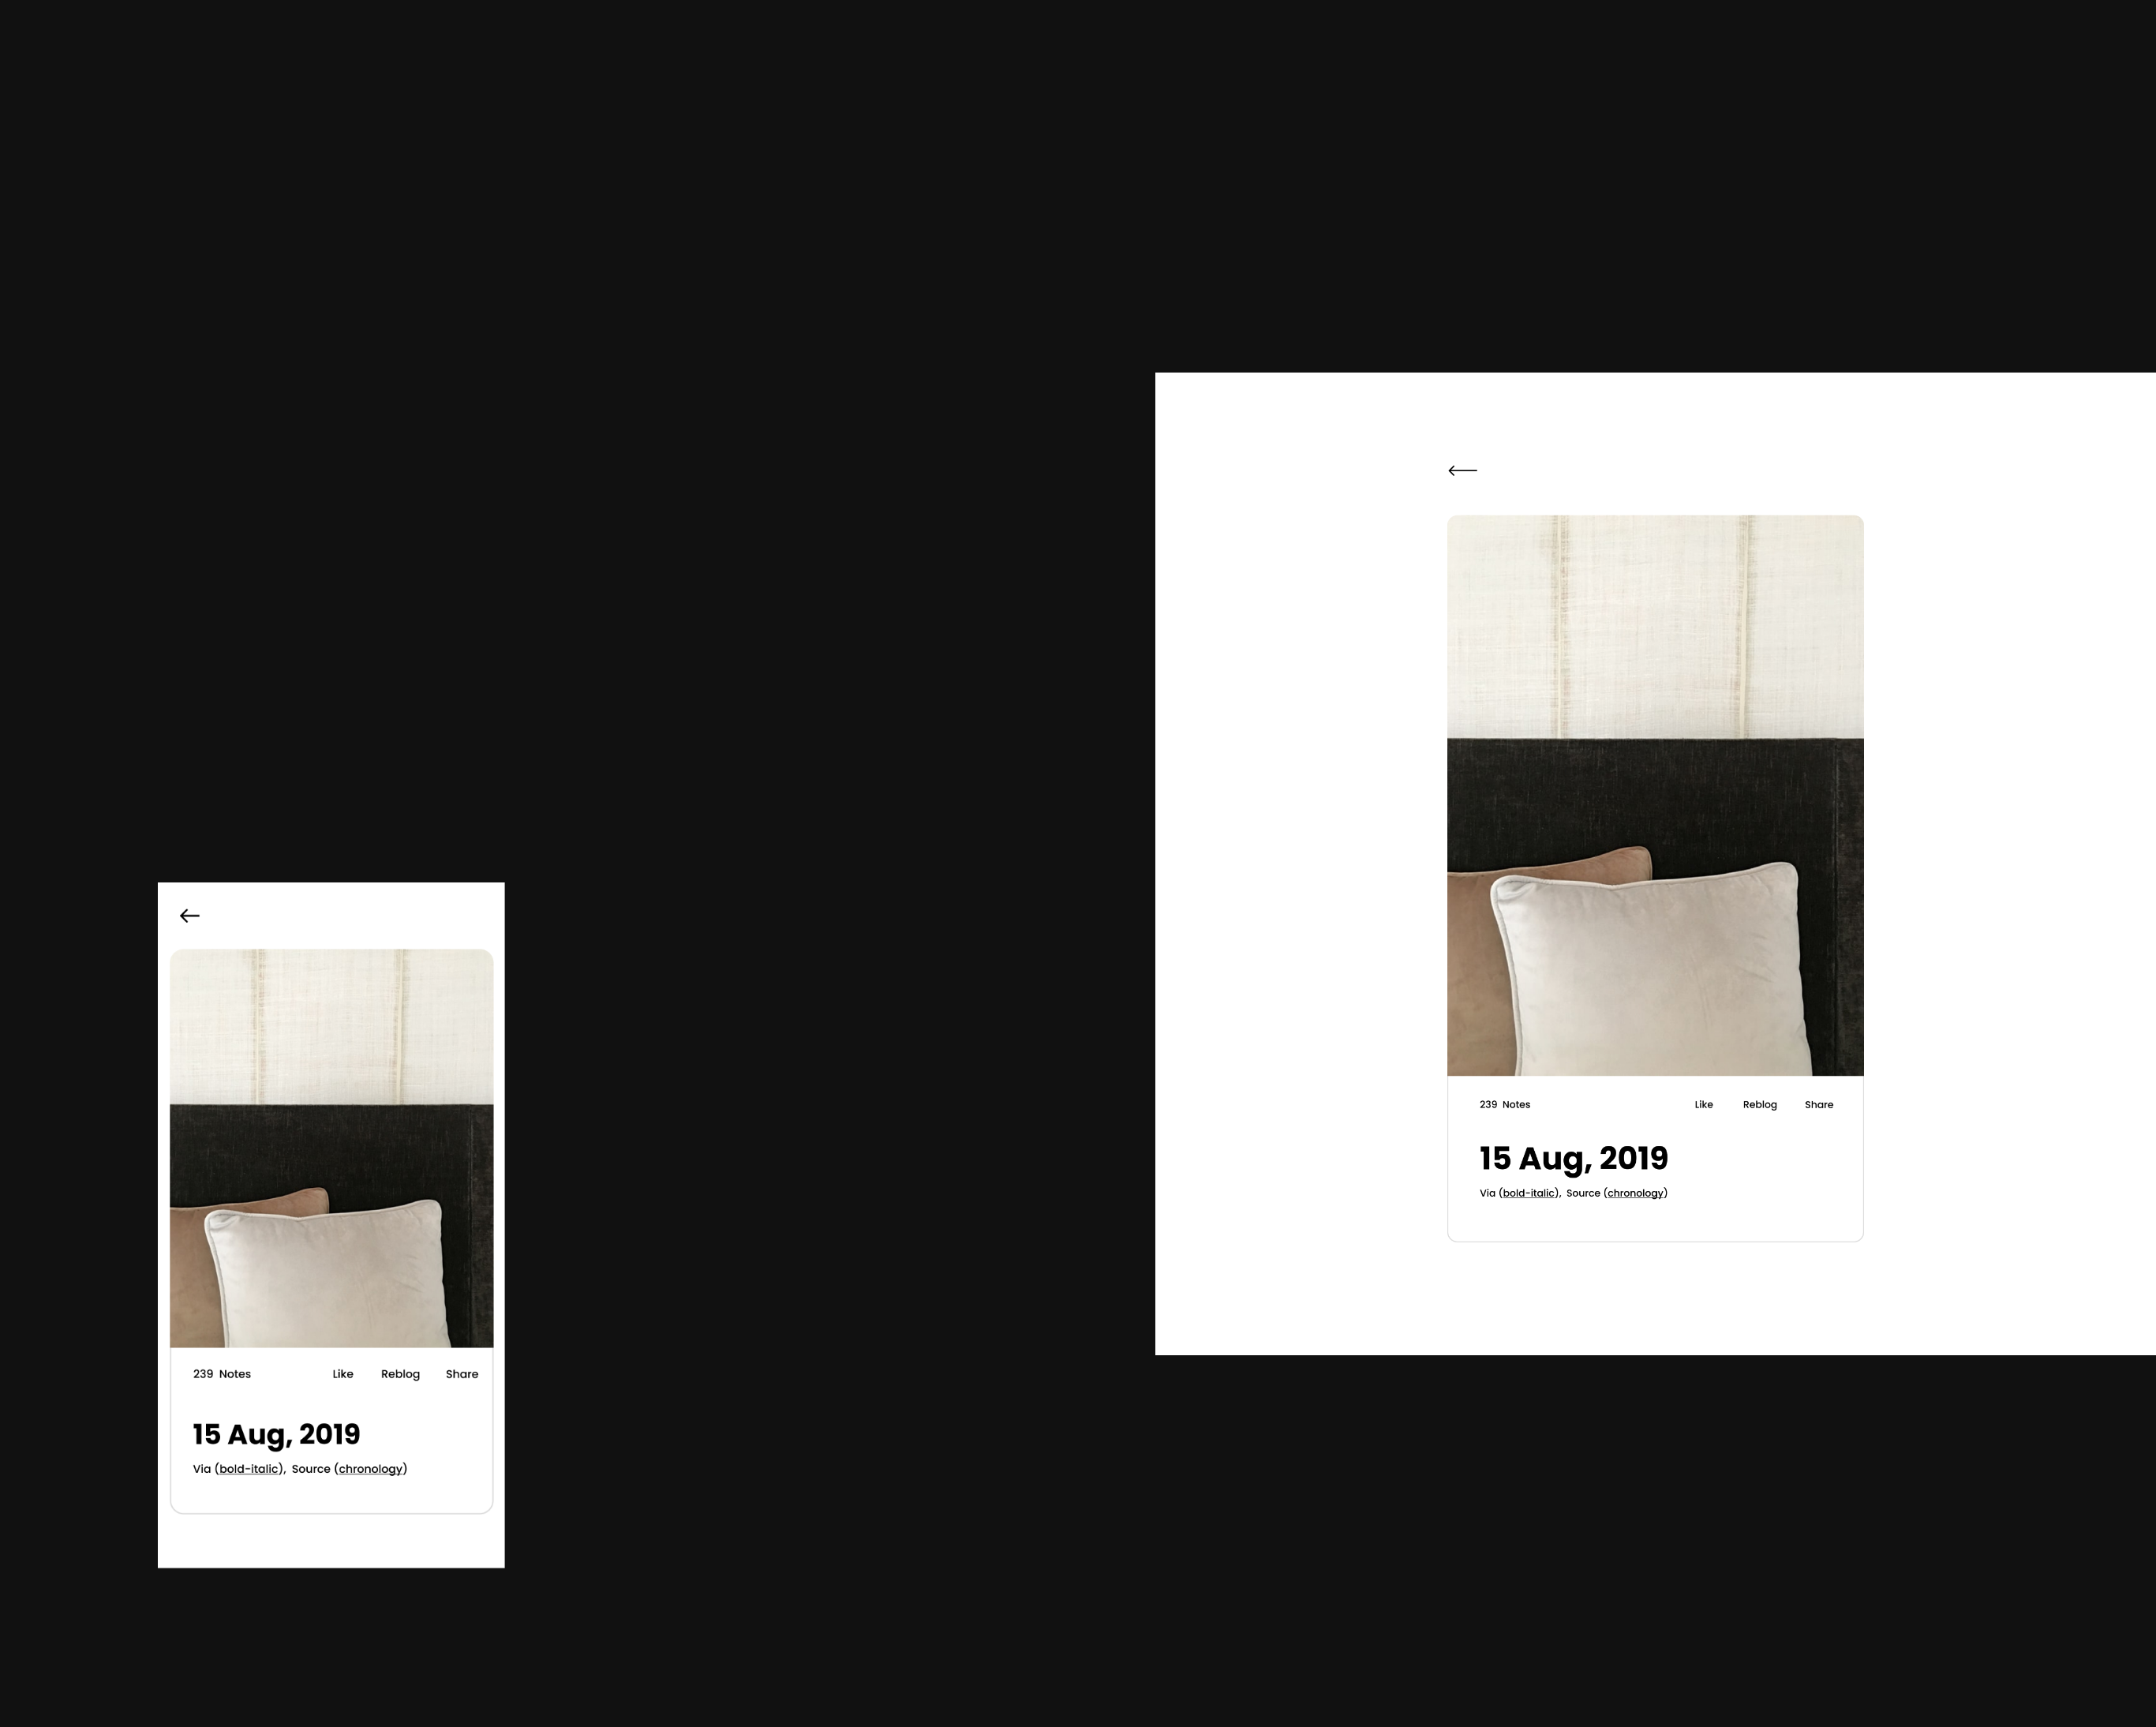 239 Notes Like Reblog Share
15 Aug, 2019
Via (bold-italic), Source (chronology)
239 Notes Like Reblog Share
15 Aug, 2019
Via (bold-italic), Source (chronology)